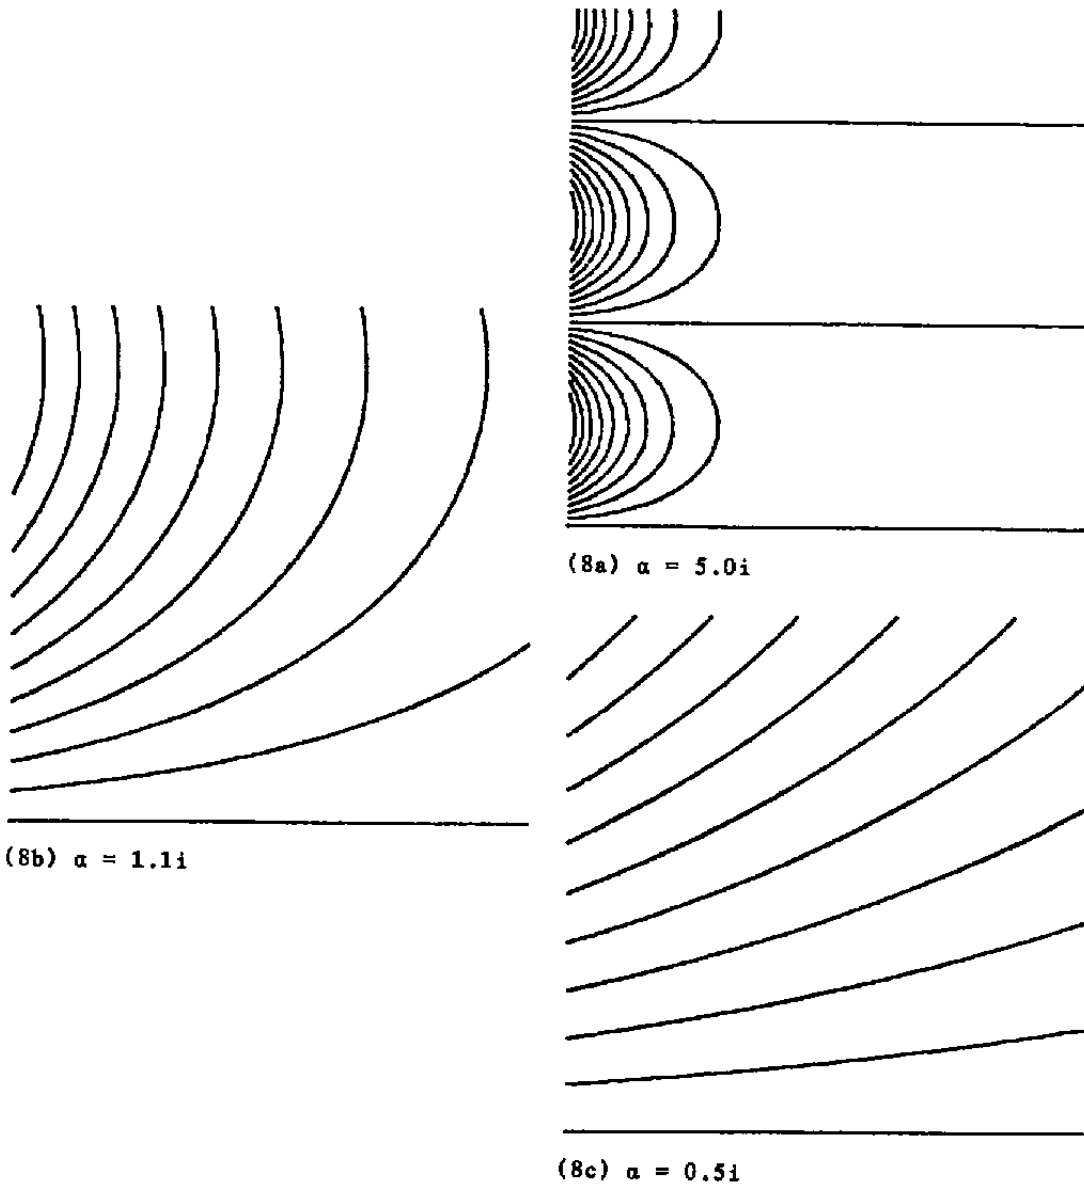 (8a) α = 5.0i
(8b) α = 1.1i
(8c) α = 0.5i